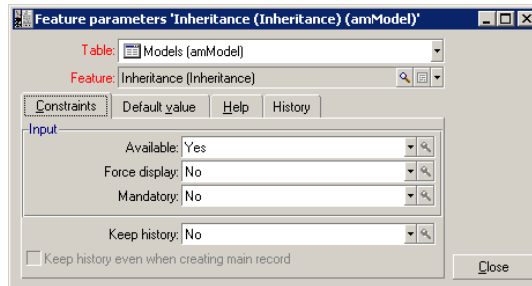 Feature parameters 'Inheritance (Inheritance) (amModel)'
Table: Models (amModel)
Feature: Inheritance (Inheritance)
Constraints Default value Help History
Input
Available: Yes
Force display: No
Mandatory: No
Keep history: No
Keep history even when creating main record
Close